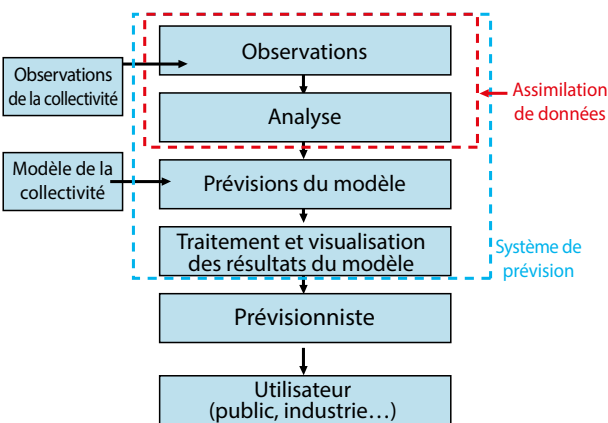 Observations
Observations
de la collectivité
Assimilation
de données
Analyse
Modèle de la
collectivité
Prévisions du modèle
Traitement et visualisation
des résultats du modèle
Système de
prévision
Prévisionniste
Utilisateur
(public, industrie…)